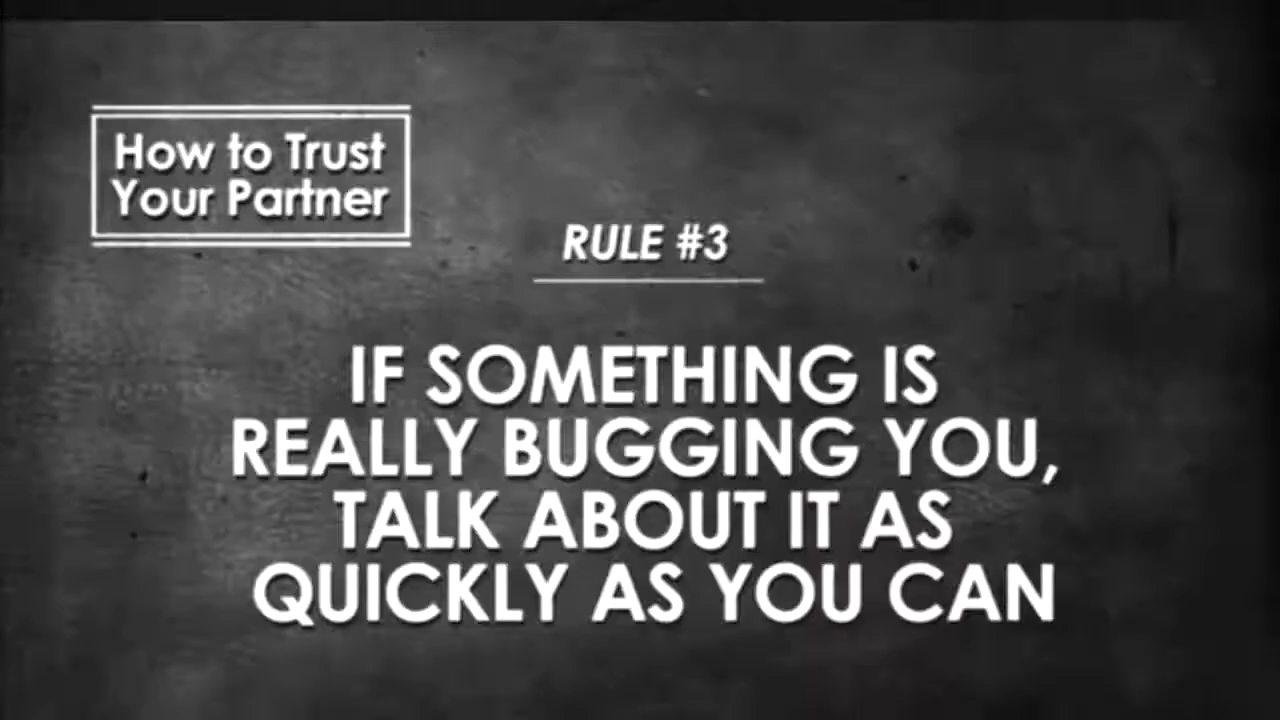 How to Trust
Your Partner
RULE #3
IF SOMETHING IS
REALLY BUGGING YOU,
TALK ABOUT IT AS
QUICKLY AS YOU CAN